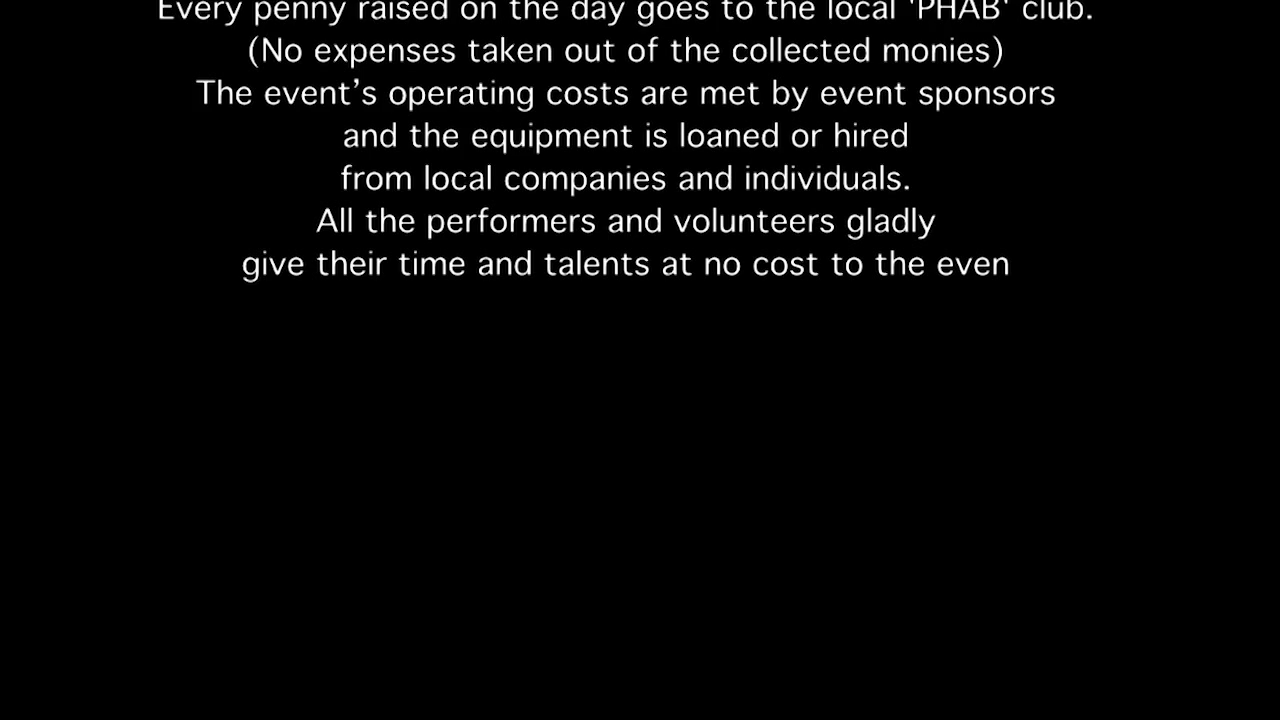 Every penny raised on the day goes to the local 'PHAB' club.
(No expenses taken out of the collected monies)
The event’s operating costs are met by event sponsors
and the equipment is loaned or hired
from local companies and individuals.
All the performers and volunteers gladly
give their time and talents at no cost to the even